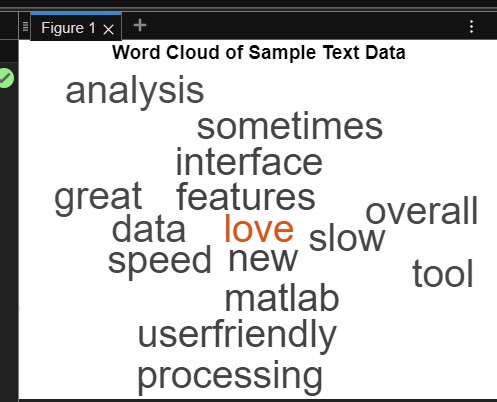 Figure 1
Word Cloud of Sample Text Data
analysis
sometimes
interface
great features
overall
data love slow
speed new
tool
matlab
userfriendly
processing